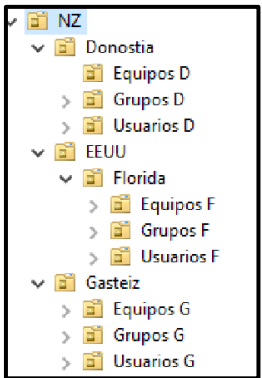 NZ
Donostia
Equipos D
Grupos D
Usuarios D
EEUU
Florida
Equipos F
Grupos F
Usuarios F
Gasteiz
Equipos G
Grupos G
Usuarios G